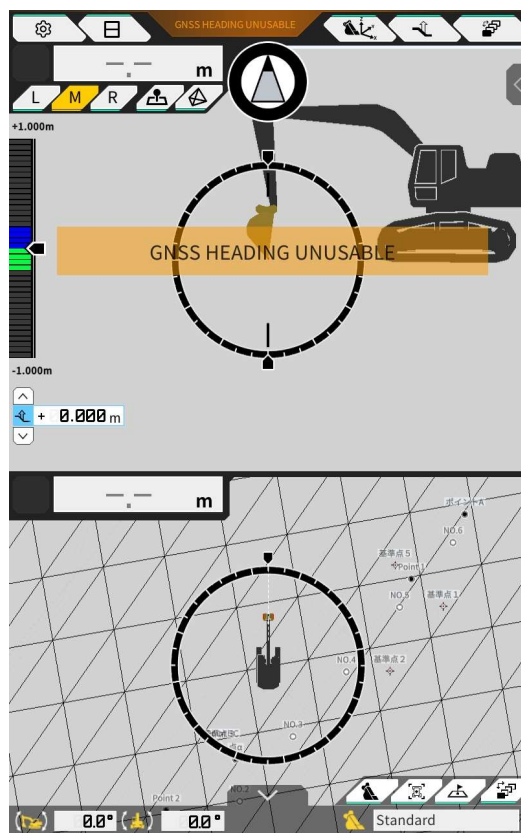 GNSS HEADING UNUSABLE
--.- m
L M R
+1.000m
GNSS HEADING UNUSABLE
-1.000m
+ 0.000 m
--.- m
ポイントA
NO.6
基準点5
Point 1
NO.5
基準点1
NO.4
基準点2
NO.3
NO.2
Point 2
0.0°
0.0°
Standard